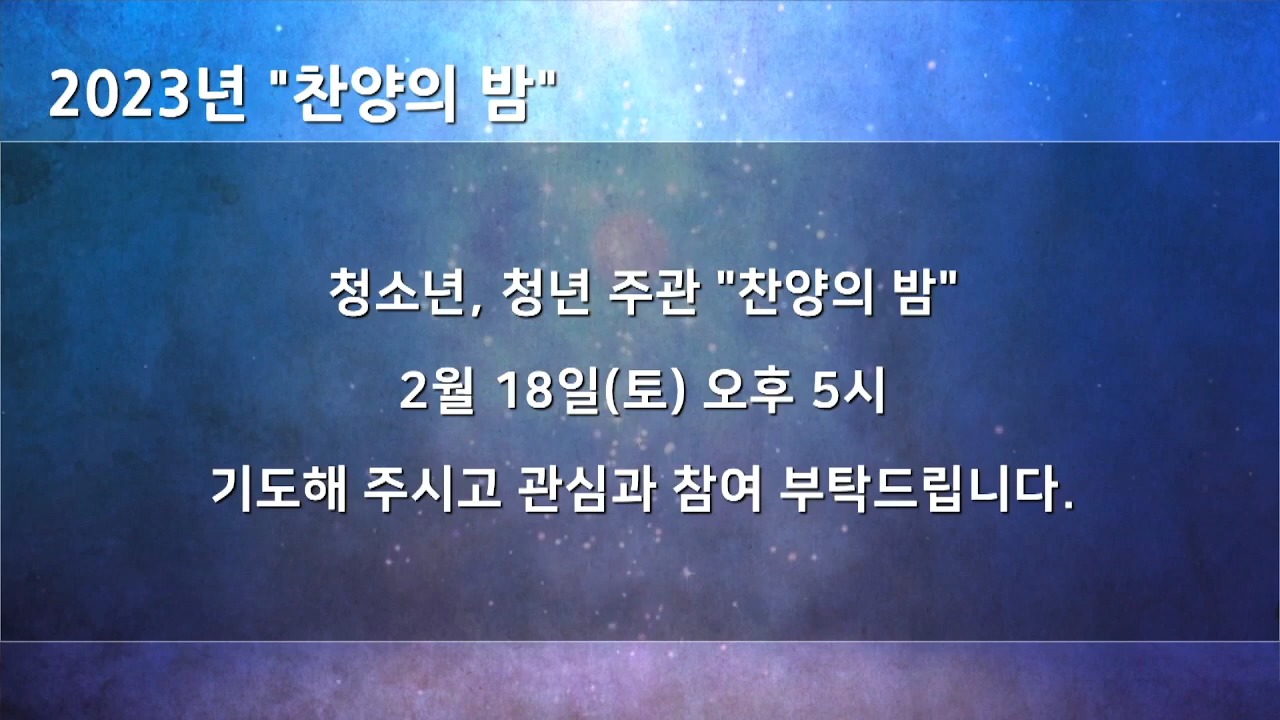 2023년 "찬양의 밤"
청소년, 청년 주관 "찬양의 밤"
2월 18일(토) 오후 5시
기도해 주시고 관심과 참여 부탁드립니다.